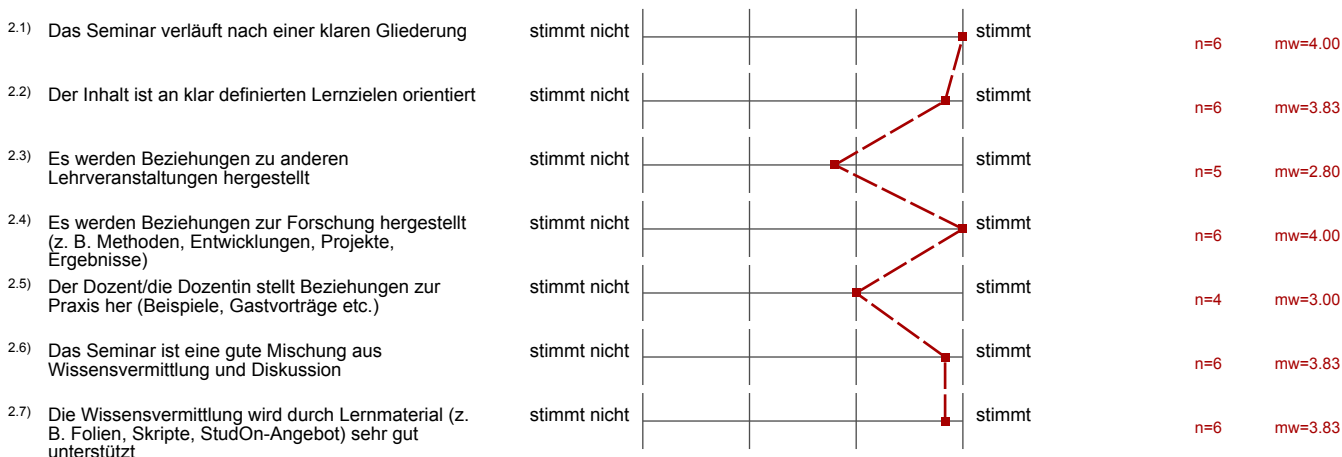 2.1) Das Seminar verläuft nach einer klaren Gliederung stimmt nicht stimmt n=6 mw=4.00
2.2) Der Inhalt ist an klar definierten Lernzielen orientiert stimmt nicht stimmt n=6 mw=3.83
2.3) Es werden Beziehungen zu anderen stimmt nicht stimmt n=5 mw=2.80
Lehrveranstaltungen hergestellt
2.4) Es werden Beziehungen zur Forschung hergestellt stimmt nicht stimmt n=6 mw=4.00
(z. B. Methoden, Entwicklungen, Projekte,
Ergebnisse)
2.5) Der Dozent/die Dozentin stellt Beziehungen zur stimmt nicht stimmt n=4 mw=3.00
Praxis her (Beispiele, Gastvorträge etc.)
2.6) Das Seminar ist eine gute Mischung aus stimmt nicht stimmt n=6 mw=3.83
Wissensvermittlung und Diskussion
2.7) Die Wissensvermittlung wird durch Lernmaterial (z. stimmt nicht stimmt n=6 mw=3.83
B. Folien, Skripte, StudOn-Angebot) sehr gut
unterstützt